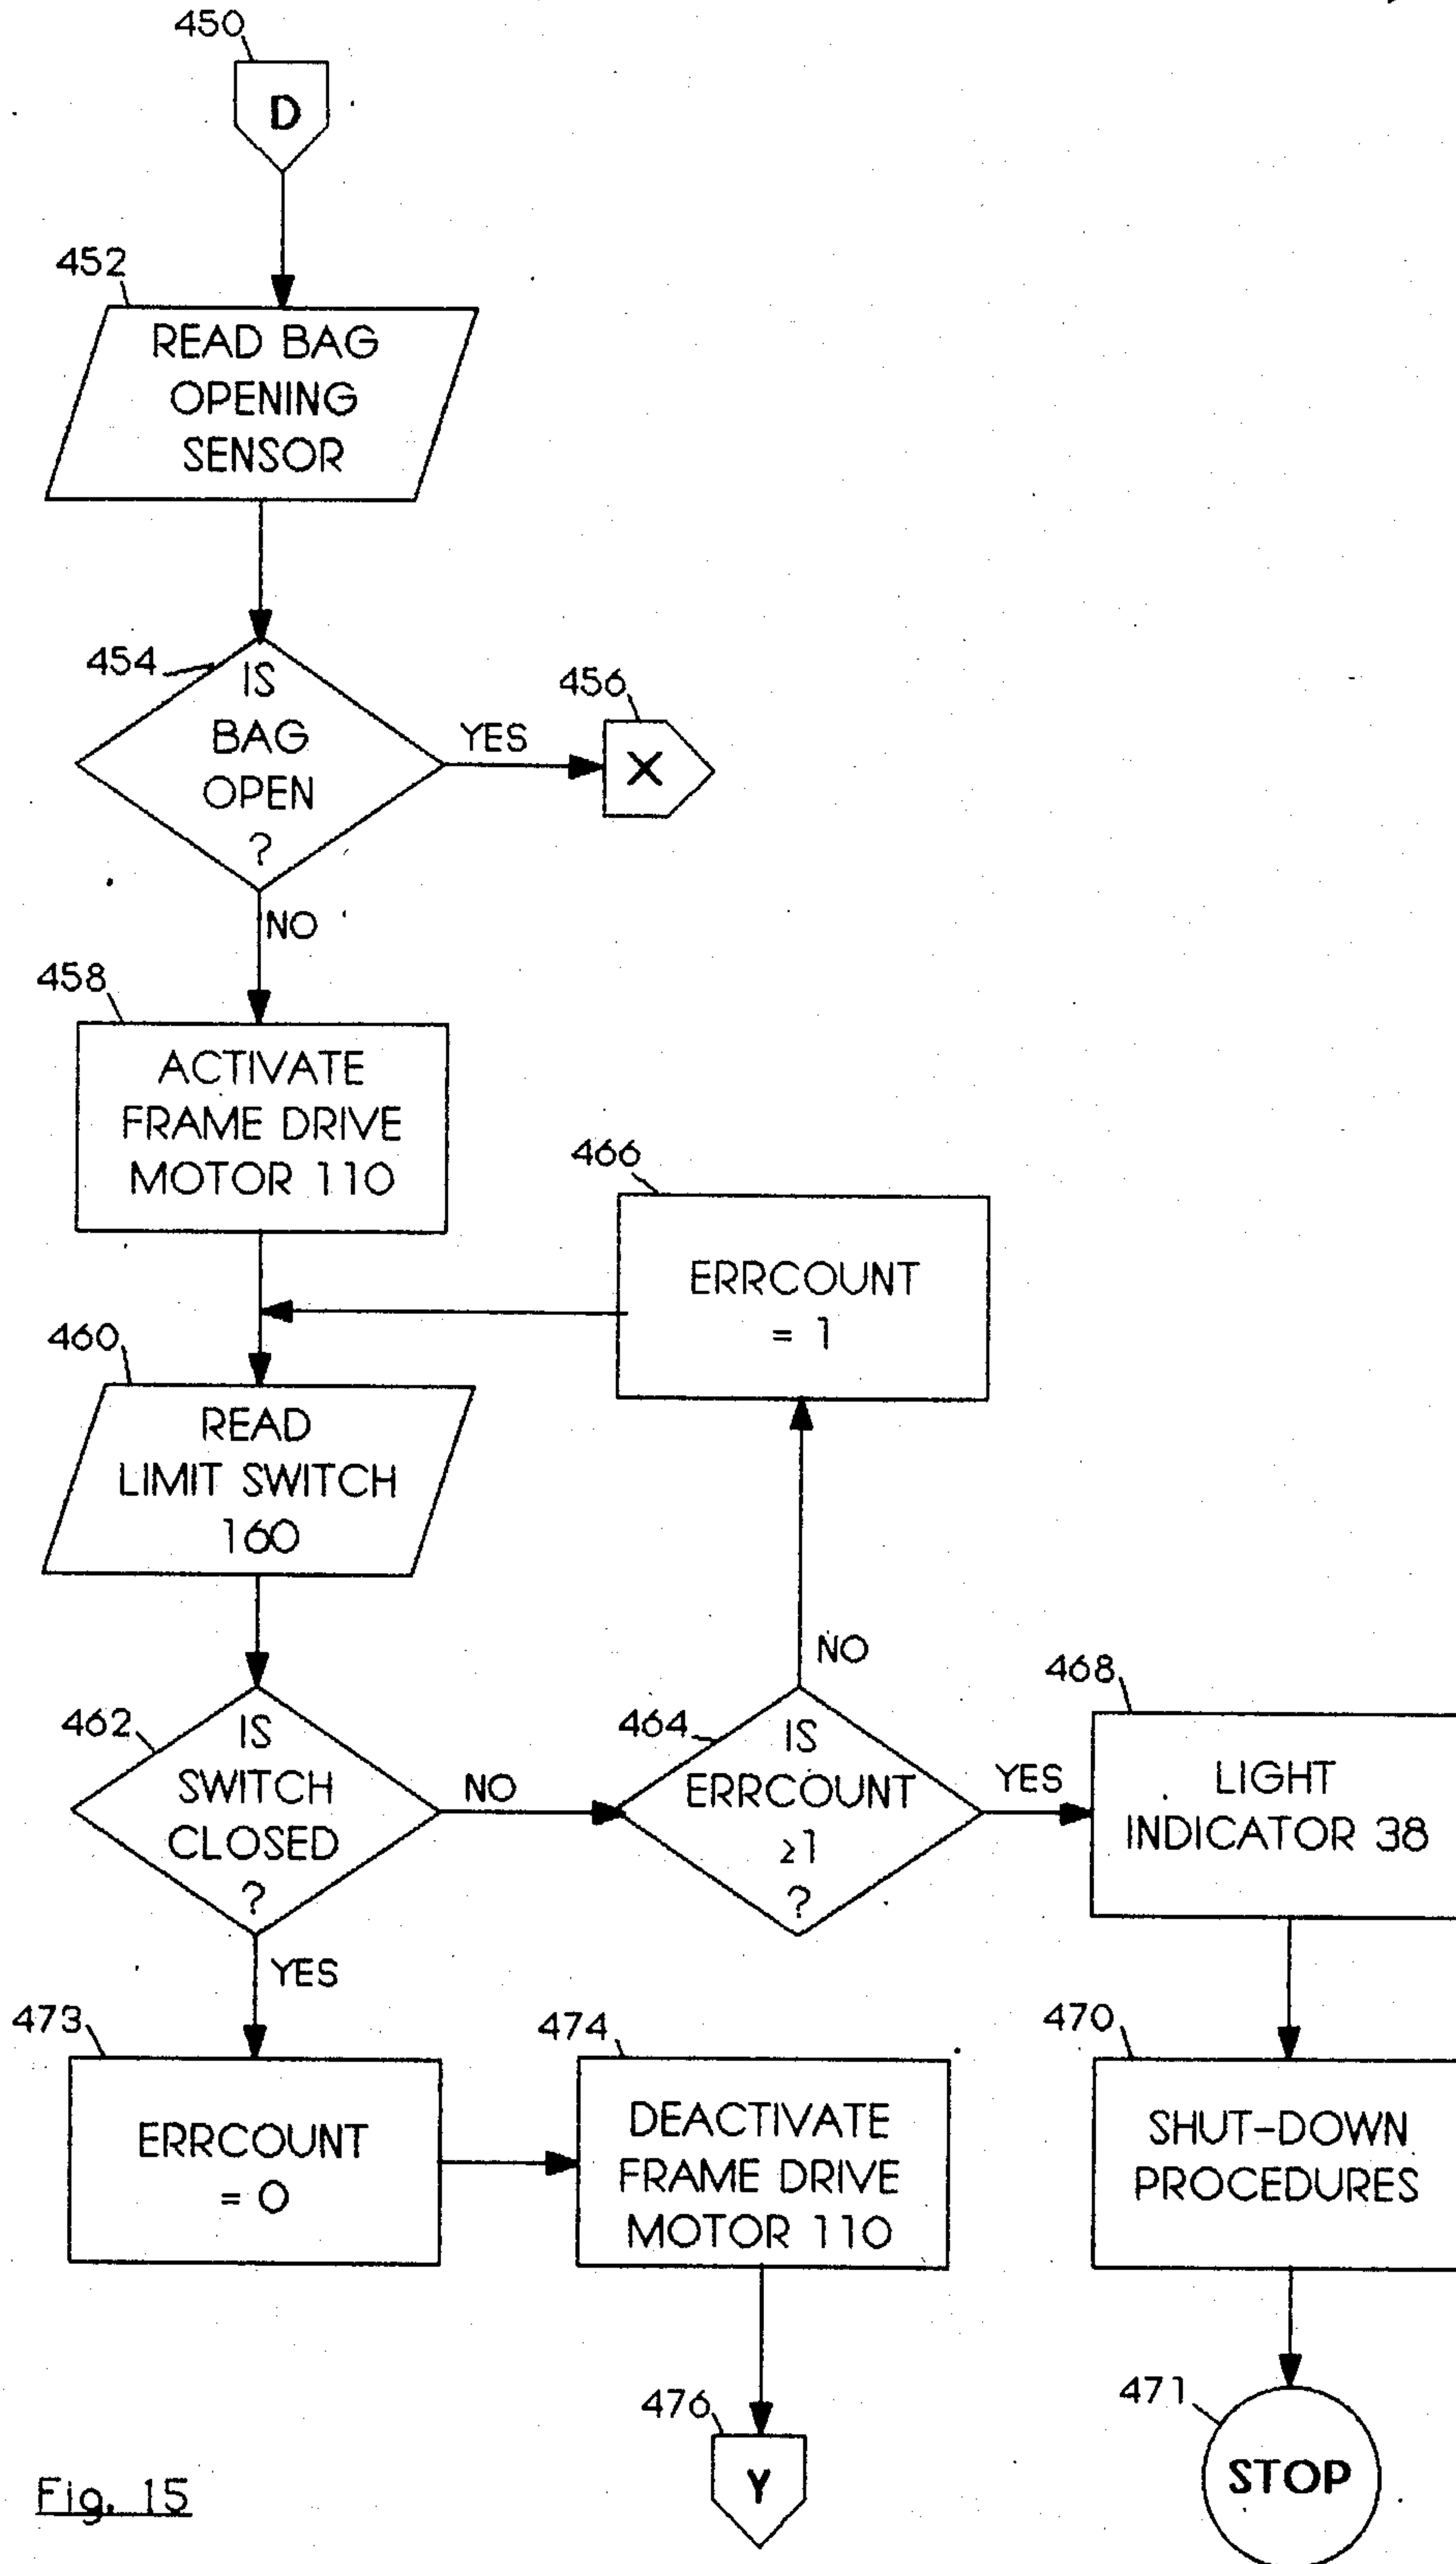 450
D
452
READ BAG
OPENING
SENSOR
454
IS
BAG
OPEN
?
YES
456
X
NO
458
ACTIVATE
FRAME DRIVE
MOTOR 110
466
ERRCOUNT
= 1
460
READ
LIMIT SWITCH
160
462
IS
SWITCH
CLOSED
?
NO
464
IS
ERRCOUNT
≥1
?
NO
YES
468
LIGHT
INDICATOR 38
YES
473
ERRCOUNT
= 0
474
DEACTIVATE
FRAME DRIVE
MOTOR 110
470
SHUT-DOWN
PROCEDURES
476
Y
471
STOP
Fig. 15